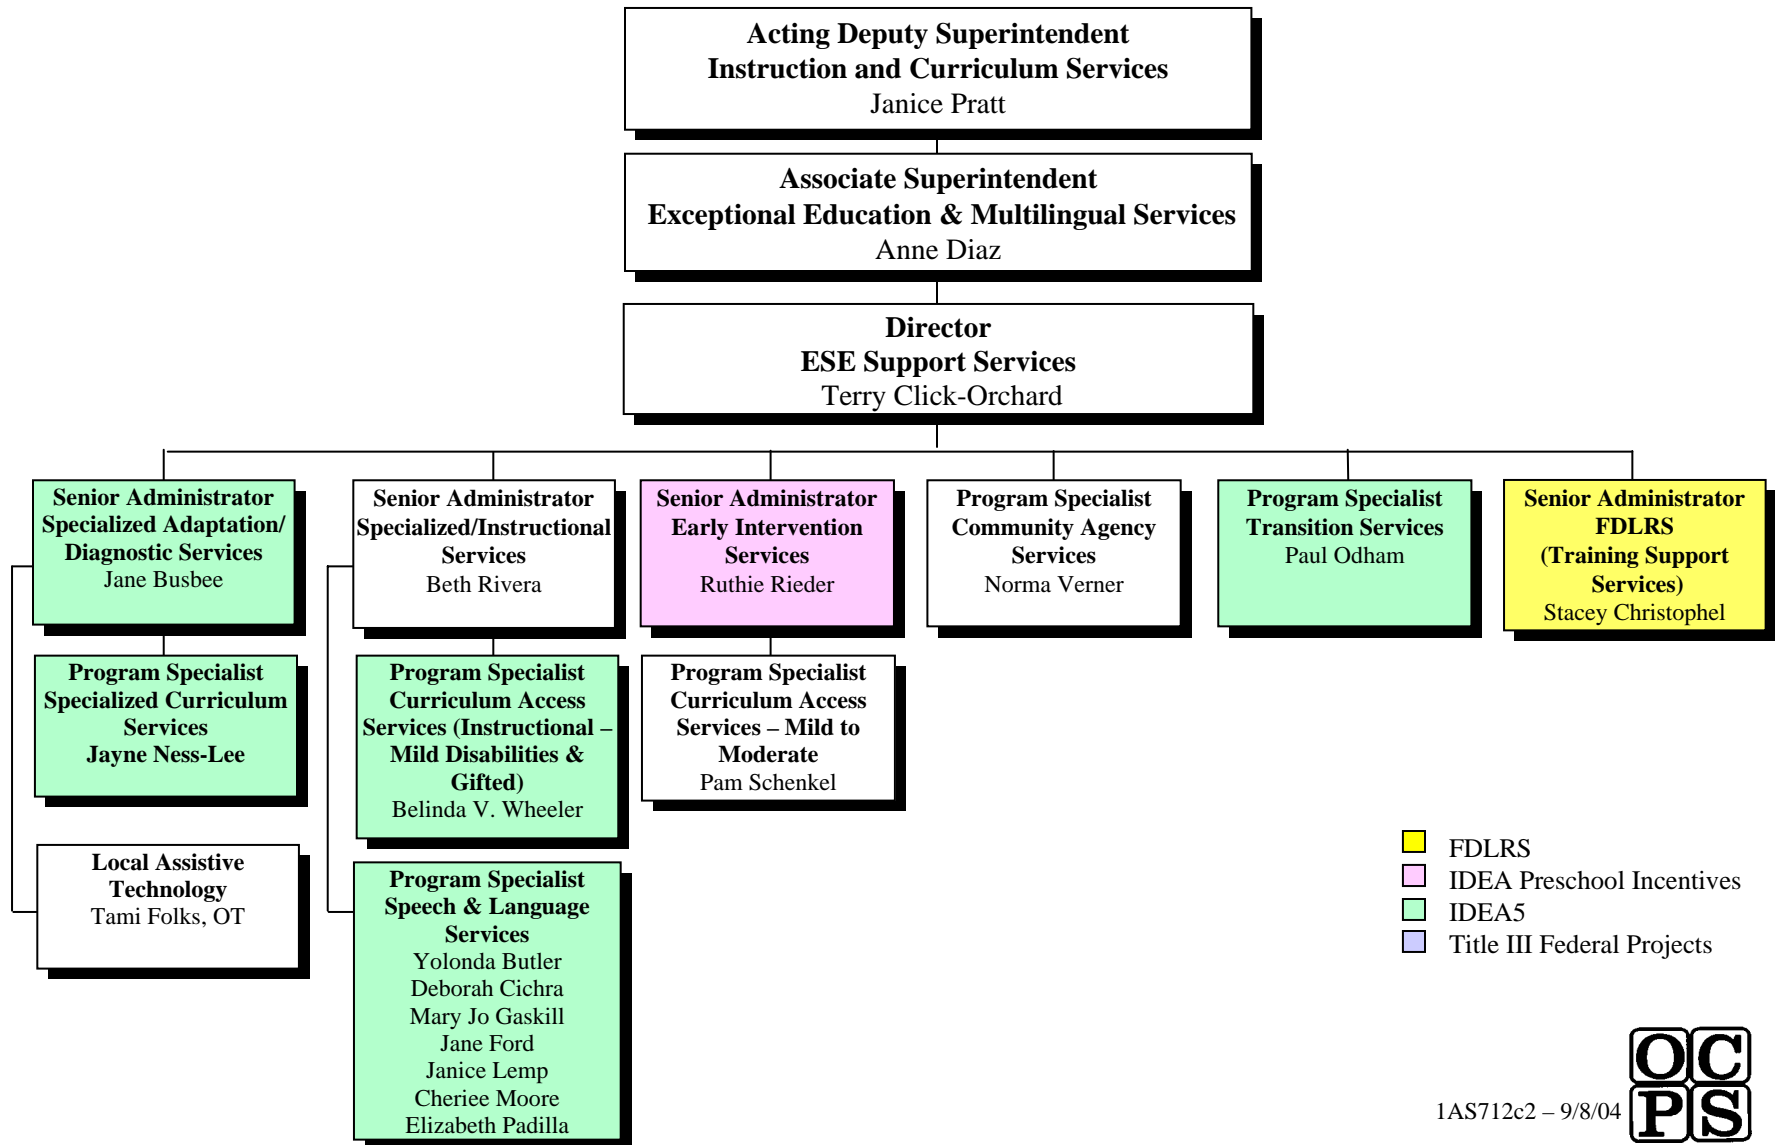 Acting Deputy Superintendent
Instruction and Curriculum Services
Janice Pratt
Associate Superintendent
Exceptional Education & Multilingual Services
Anne Diaz
Director
ESE Support Services
Terry Click-Orchard
Senior Administrator
Specialized Adaptation/
Diagnostic Services
Jane Busbee
Senior Administrator
Specialized/Instructional
Services
Beth Rivera
Senior Administrator
Early Intervention
Services
Ruthie Rieder
Program Specialist
Community Agency
Services
Norma Verner
Program Specialist
Transition Services
Paul Odham
Senior Administrator
FDLRS
(Training Support
Services)
Stacey Christophel
Program Specialist
Specialized Curriculum
Services
Jayne Ness-Lee
Program Specialist
Curriculum Access
Services (Instructional –
Mild Disabilities &
Gifted)
Belinda V. Wheeler
Program Specialist
Curriculum Access
Services – Mild to
Moderate
Pam Schenkel
Local Assistive
Technology
Tami Folks, OT
Program Specialist
Speech & Language
Services
Yolonda Butler
Deborah Cichra
Mary Jo Gaskill
Jane Ford
Janice Lemp
Cheriee Moore
Elizabeth Padilla
FDLRS
IDEA Preschool Incentives
IDEA5
Title III Federal Projects
1AS712c2 – 9/8/04
OC
PS